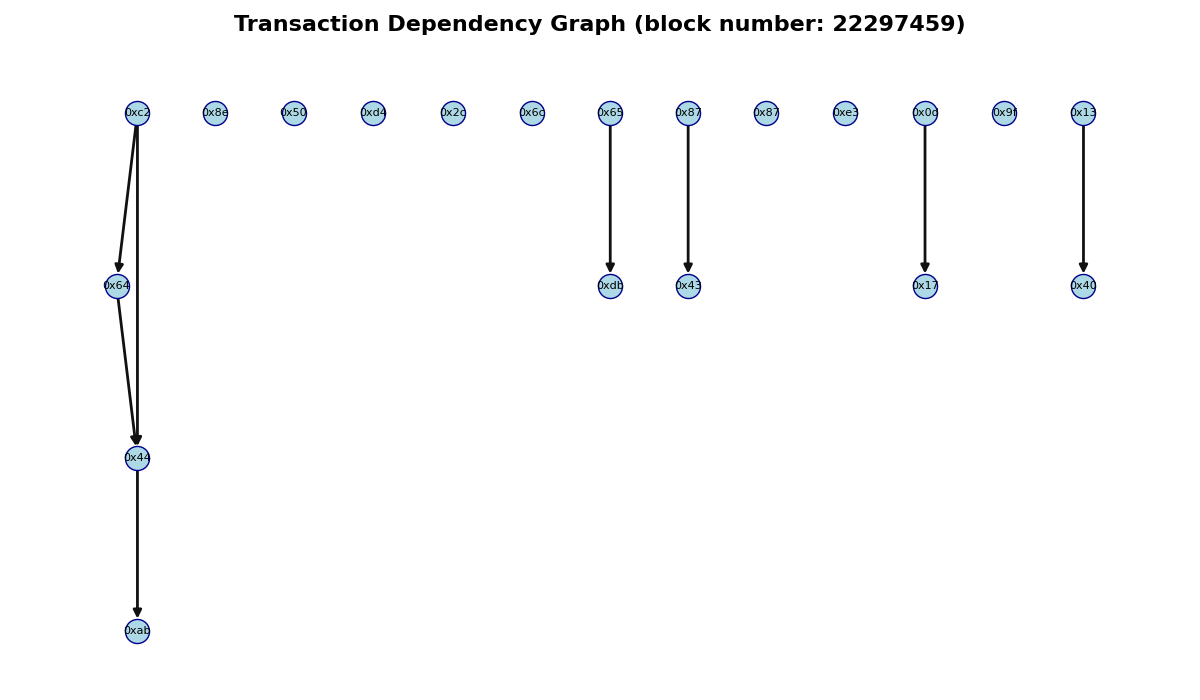 Transaction Dependency Graph (block number: 22297459)
0xc2 0x8e 0x50 0xd4 0x2c 0x6c 0x65 0x87 0x87 0xe3 0x0d 0x9f 0x13
0x64 0xdb 0x43 0x17 0x40
0x44
0xab